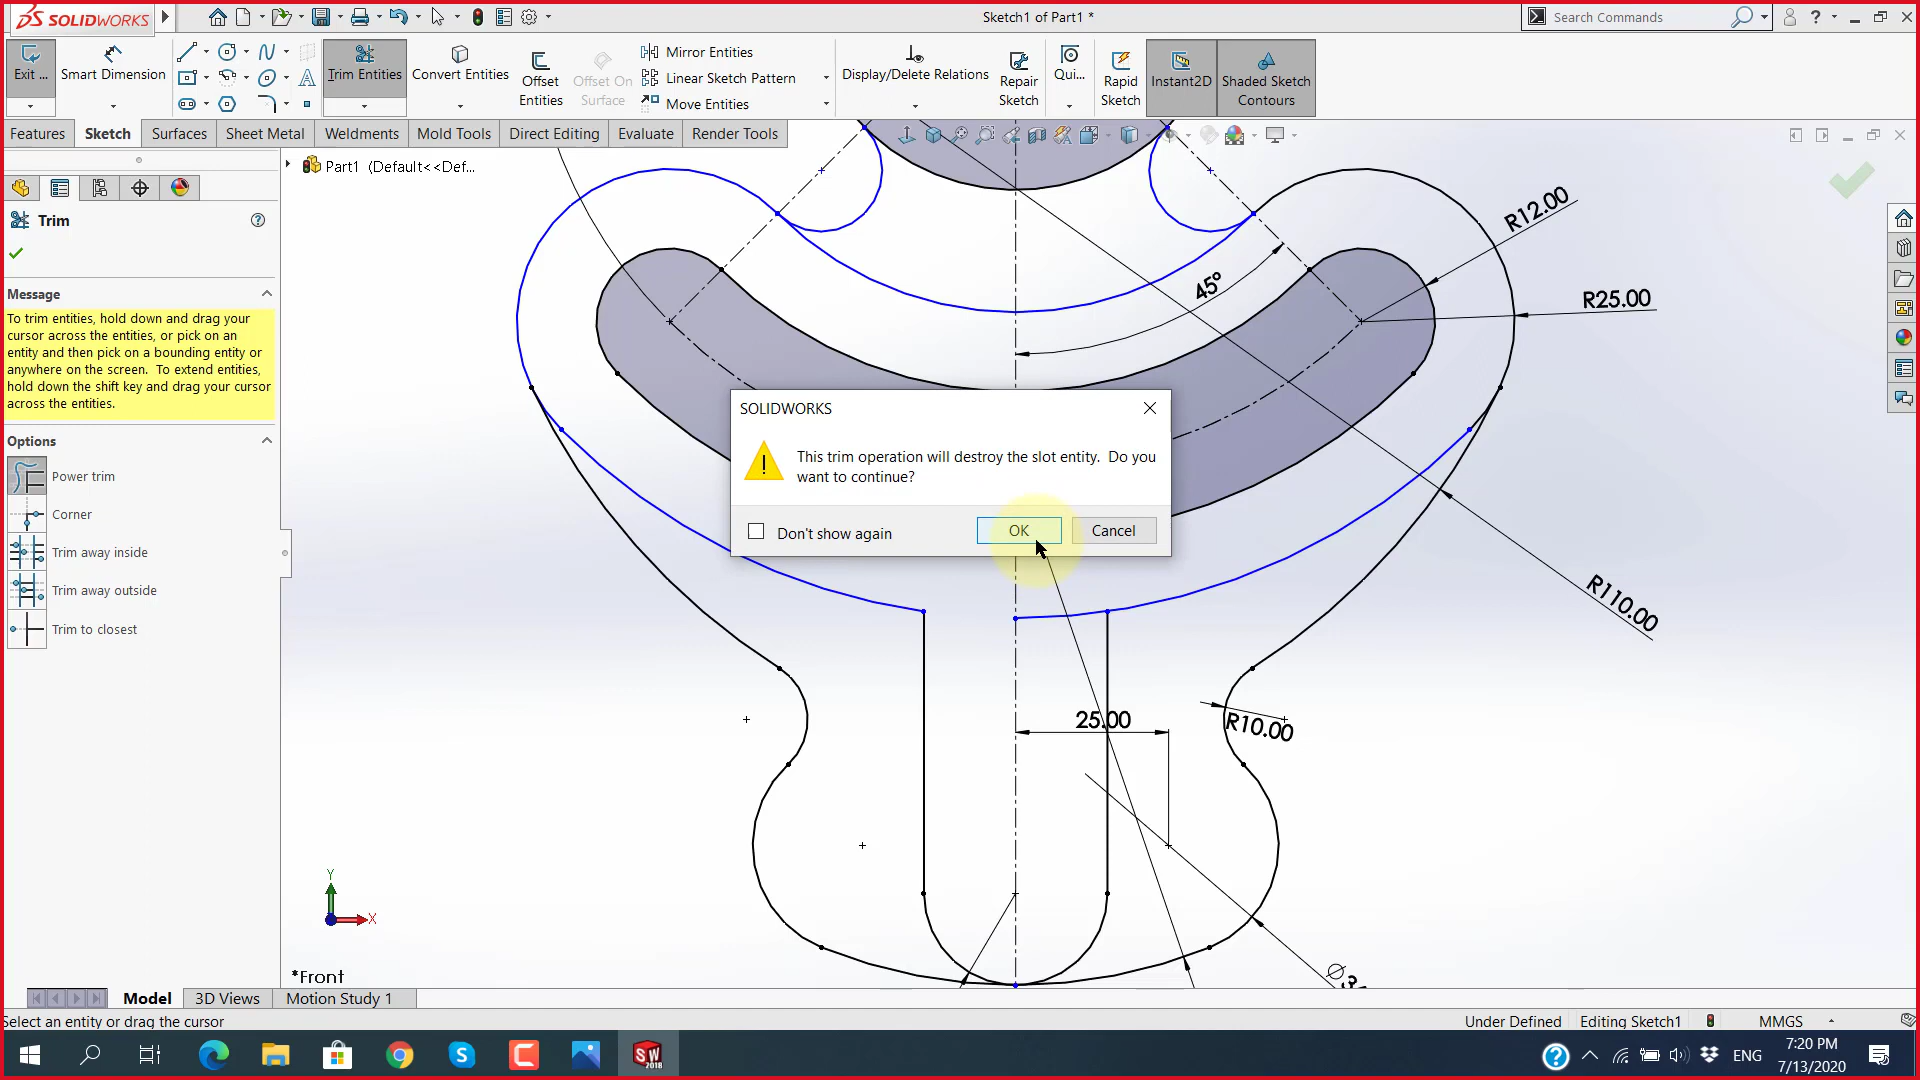 SOLIDWORKS
Sketch1 of Part1 *
Search Commands
Exit ...
Smart Dimension
Trim Entities
Convert Entities
Offset Entities
Offset On Surface
Mirror Entities
Linear Sketch Pattern
Move Entities
Display/Delete Relations
Repair Sketch
Qui...
Rapid Sketch
Instant2D
Shaded Sketch Contours
Features
Sketch
Surfaces
Sheet Metal
Weldments
Mold Tools
Direct Editing
Evaluate
Render Tools
Part1 (Default<<Def...
Trim
Message
To trim entities, hold down and drag your
cursor across the entities, or pick on an
entity and then pick on a bounding entity or
anywhere on the screen. To extend entities,
hold down the shift key and drag your cursor
across the entities.
Options
Power trim
Corner
Trim away inside
Trim away outside
Trim to closest
R12.00
R25.00
45°
R110.00
25.00
R10.00
SOLIDWORKS
This trim operation will destroy the slot entity. Do you
want to continue?
Don't show again
OK
Cancel
Y
X
*Front
Model
3D Views
Motion Study 1
Select an entity or drag the cursor
Under Defined
Editing Sketch1
MMGS
SW
2018
ENG
7:20 PM
7/13/2020